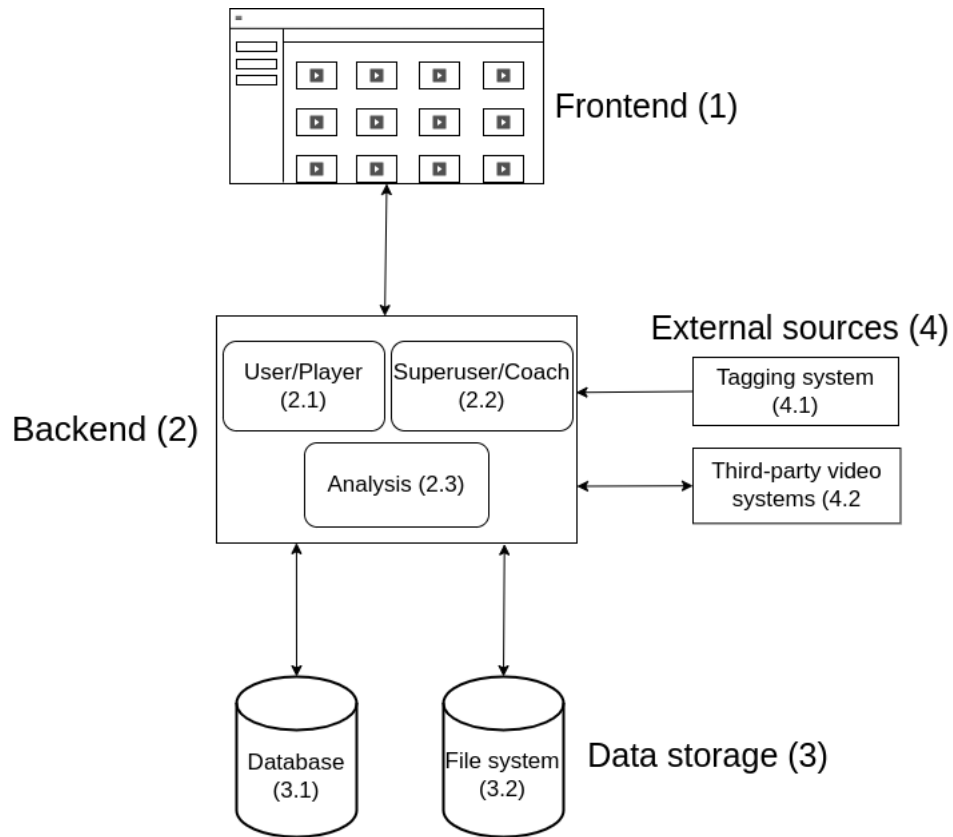 Frontend (1)
External sources (4)
User/Player
(2.1)
Superuser/Coach
(2.2)
Tagging system
(4.1)
Backend (2)
Analysis (2.3)
Third-party video
systems (4.2
Database
(3.1)
File system
(3.2)
Data storage (3)